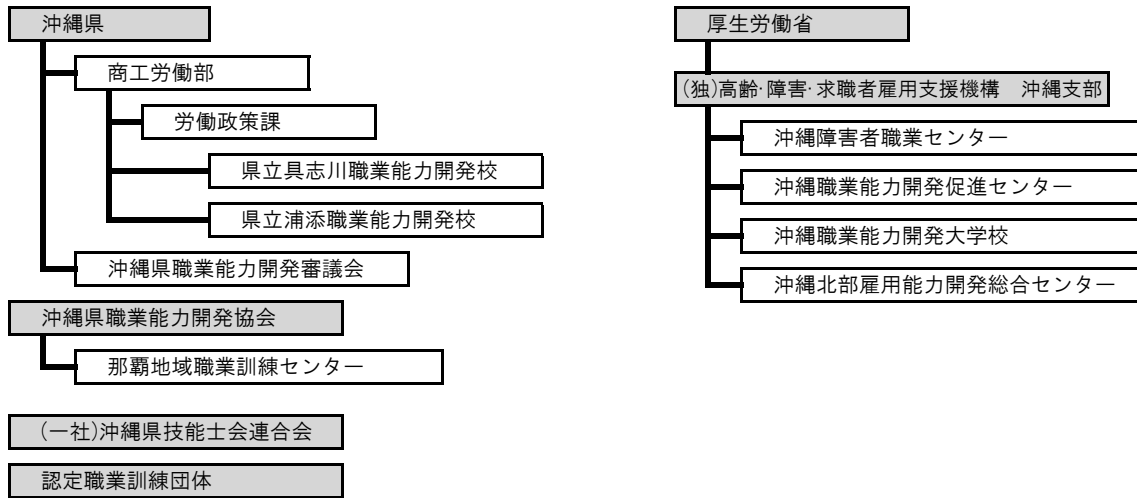 沖縄県
商工労働部
労働政策課
県立具志川職業能力開発校
県立浦添職業能力開発校
沖縄県職業能力開発審議会
沖縄県職業能力開発協会
那覇地域職業訓練センター
(一社)沖縄県技能士会連合会
認定職業訓練団体
厚生労働省
(独)高齢･障害･求職者雇用支援機構　沖縄支部
沖縄障害者職業センター
沖縄職業能力開発促進センター
沖縄職業能力開発大学校
沖縄北部雇用能力開発総合センター